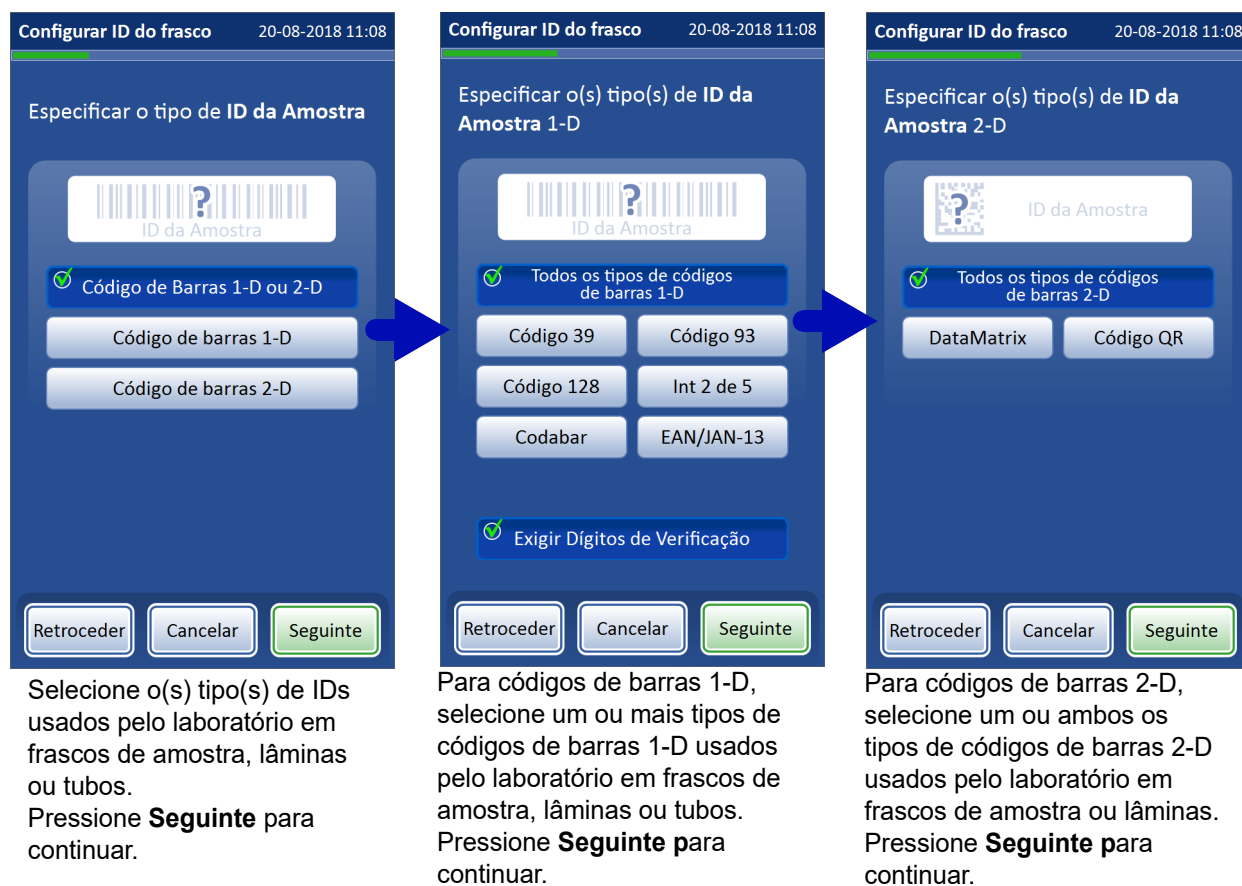 Configurar ID do frasco 20-08-2018 11:08
Especificar o tipo de ID da Amostra
?
ID da Amostra
Código de Barras 1-D ou 2-D
Código de barras 1-D
Código de barras 2-D
Retroceder Cancelar Seguinte
Selecione o(s) tipo(s) de IDs
usados pelo laboratório em
frascos de amostra, lâminas
ou tubos.
Pressione Seguinte para
continuar.
Configurar ID do frasco 20-08-2018 11:08
Especificar o(s) tipo(s) de ID da
Amostra 1-D
?
ID da Amostra
Todos os tipos de códigos
de barras 1-D
Código 39 Código 93
Código 128 Int 2 de 5
Codabar EAN/JAN-13
Exigir Dígitos de Verificação
Retroceder Cancelar Seguinte
Para códigos de barras 1-D,
selecione um ou mais tipos de
códigos de barras 1-D usados
pelo laboratório em frascos de
amostra, lâminas ou tubos.
Pressione Seguinte para
continuar.
Configurar ID do frasco 20-08-2018 11:08
Especificar o(s) tipo(s) de ID da
Amostra 2-D
? ID da Amostra
Todos os tipos de códigos
de barras 2-D
DataMatrix Código QR
Retroceder Cancelar Seguinte
Para códigos de barras 2-D,
selecione um ou ambos os
tipos de códigos de barras 2-D
usados pelo laboratório em
frascos de amostra ou lâminas.
Pressione Seguinte para
continuar.